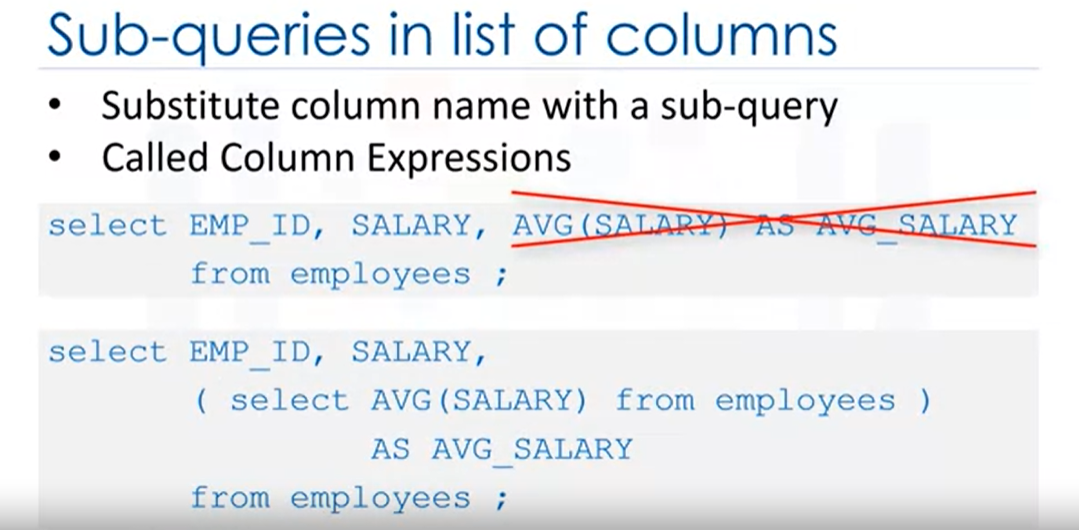 Sub-queries in list of columns
• Substitute column name with a sub-query
• Called Column Expressions
select EMP_ID, SALARY, AVG(SALARY) AS AVG_SALARY
from employees ;
select EMP_ID, SALARY,
( select AVG(SALARY) from employees )
AS AVG_SALARY
from employees ;